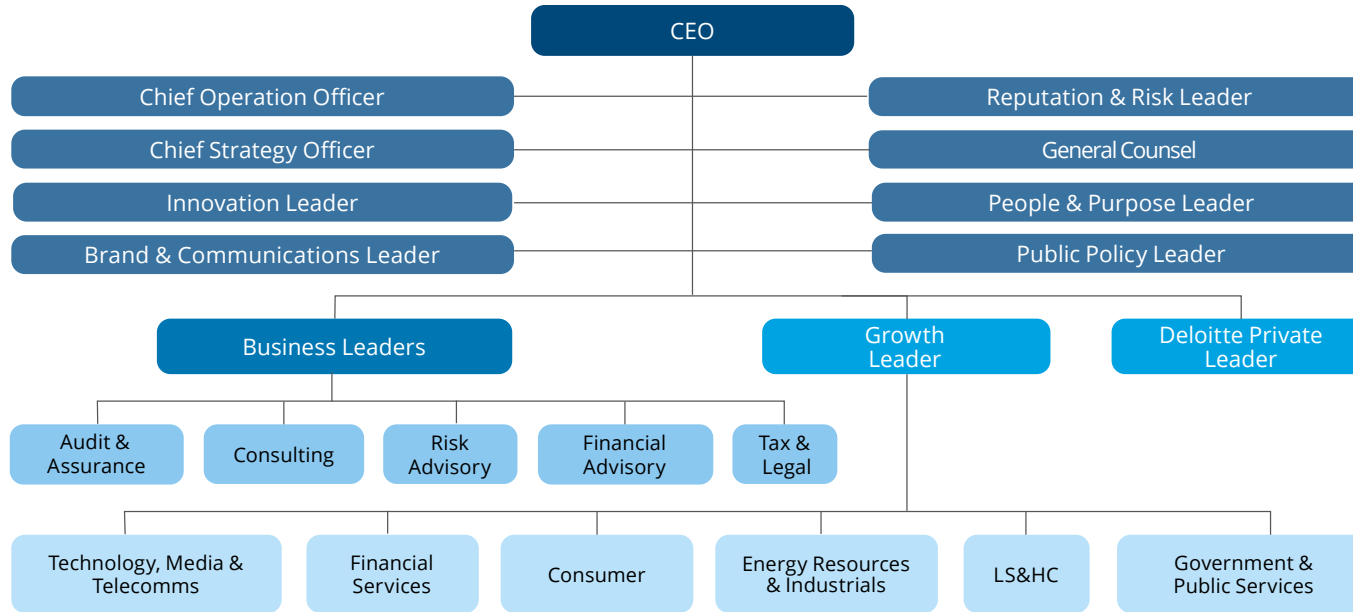 CEO
Chief Operation Officer
Reputation & Risk Leader
Chief Strategy Officer
General Counsel
Innovation Leader
People & Purpose Leader
Brand & Communications Leader
Public Policy Leader
Business Leaders
Growth
Leader
Deloitte Private
Leader
Audit &
Assurance
Consulting
Risk
Advisory
Financial
Advisory
Tax &
Legal
Technology, Media &
Telecomms
Financial
Services
Consumer
Energy Resources
& Industrials
LS&HC
Government &
Public Services